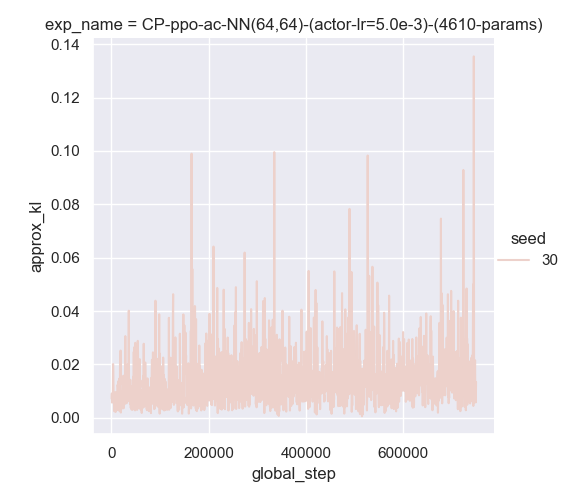 exp_name = CP-ppo-ac-NN(64,64)-(actor-lr=5.0e-3)-(4610-params)
0.14
0.12
0.10
0.08
0.06
0.04
0.02
0.00
approx_kl
0 200000 400000 600000
global_step
seed
30